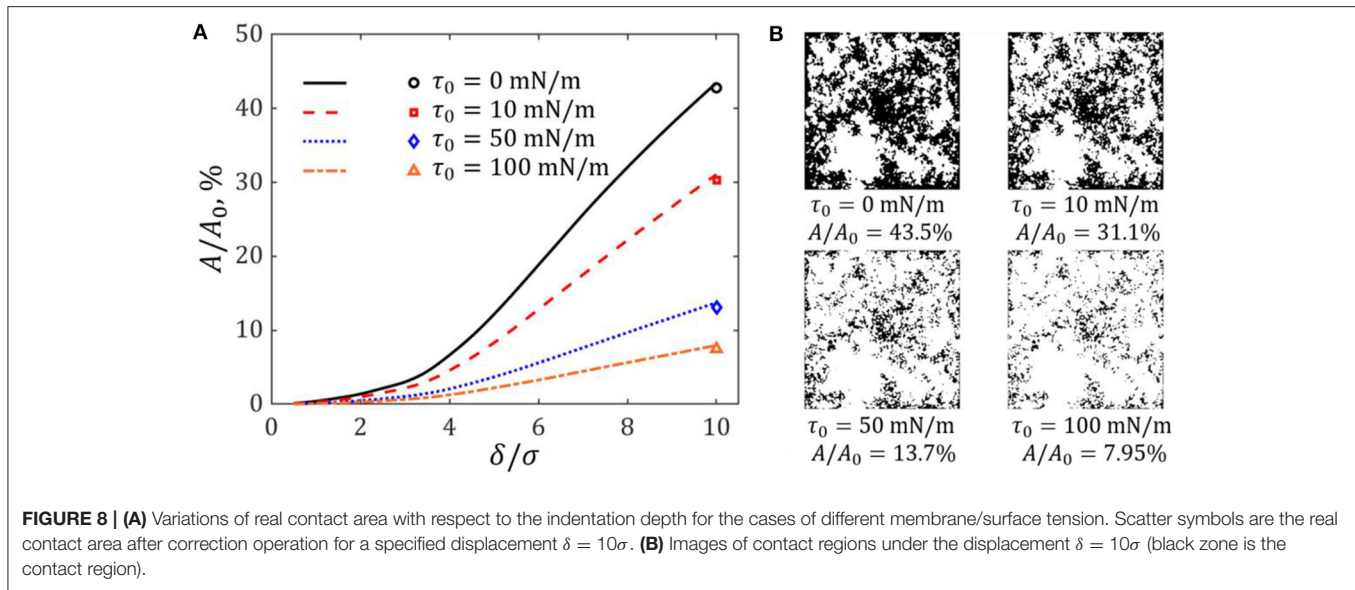 A
50
40
30
20
10
0
A/A₀, %
τ₀ = 0 mN/m
τ₀ = 10 mN/m
τ₀ = 50 mN/m
τ₀ = 100 mN/m
0 2 4 6 8 10
δ/σ
B
τ₀ = 0 mN/m
A/A₀ = 43.5%
τ₀ = 10 mN/m
A/A₀ = 31.1%
τ₀ = 50 mN/m
A/A₀ = 13.7%
τ₀ = 100 mN/m
A/A₀ = 7.95%
FIGURE 8 | (A) Variations of real contact area with respect to the indentation depth for the cases of different membrane/surface tension. Scatter symbols are the real
contact area after correction operation for a specified displacement δ = 10σ. (B) Images of contact regions under the displacement δ = 10σ (black zone is the
contact region).